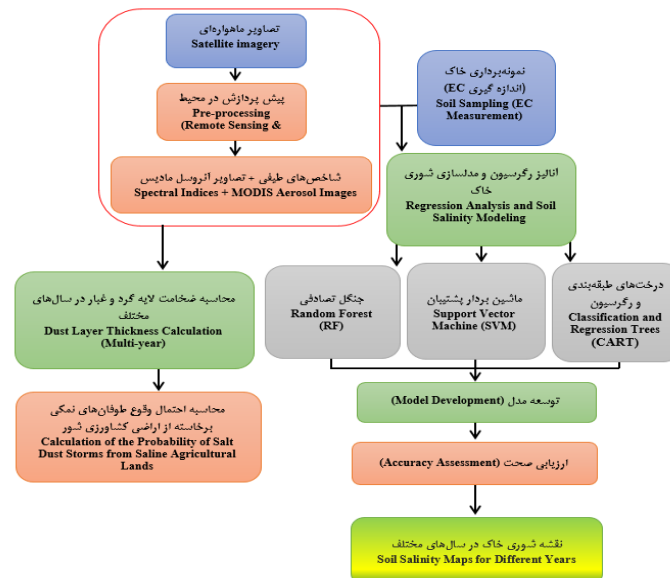 تصاویر ماهواره‌ای
Satellite imagery
پیش پردازش در محیط
Pre-processing
(Remote Sensing &
شاخص‌های طیفی + تصاویر آئروسل مادیس
Spectral Indices + MODIS Aerosol Images
نمونه‌برداری خاک
(اندازه گیری EC)
Soil Sampling (EC
Measurement)
آنالیز رگرسیون و مدلسازی شوری
خاک
Regression Analysis and Soil
Salinity Modeling
محاسبه ضخامت لایه گرد و غبار در سال‌های
مختلف
Dust Layer Thickness Calculation
(Multi-year)
جنگل تصادفی
Random Forest
(RF)
ماشین بردار پشتیبان
Support Vector
Machine (SVM)
درخت‌های طبقه‌بندی
و رگرسیون
Classification and
Regression Trees
(CART)
محاسبه احتمال وقوع طوفان‌های نمکی
برخاسته از اراضی کشاورزی شور
Calculation of the Probability of Salt
Dust Storms from Saline Agricultural
Lands
توسعه مدل (Model Development)
ارزیابی صحت (Accuracy Assessment)
نقشه شوری خاک در سال‌های مختلف
Soil Salinity Maps for Different Years